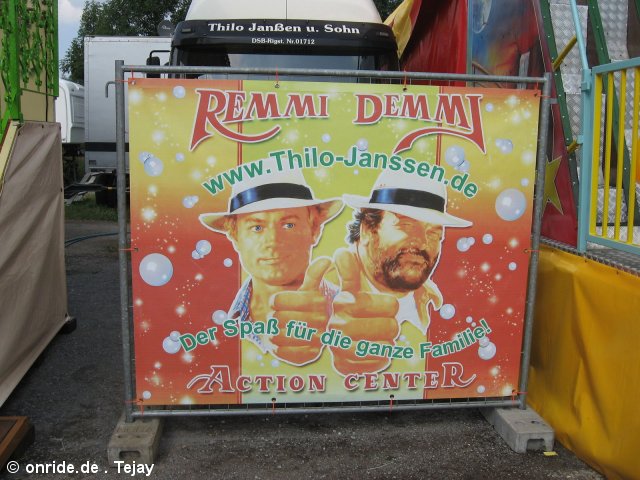 Thilo Janßen u. Sohn
DSB-Rigel. Nr.01712
REMMI DEMMI
www.Thilo-Janssen.de
Der Spaß für die ganze Familie!
ACTION CENTER
© onride.de . Tejay